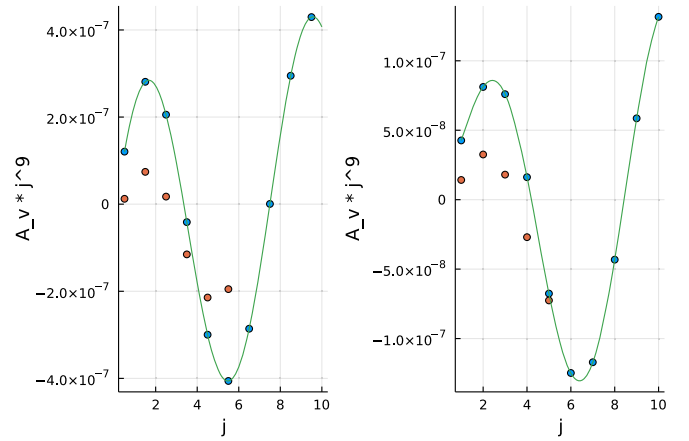 4.0×10⁻⁷
2.0×10⁻⁷
0
−2.0×10⁻⁷
−4.0×10⁻⁷
A_v * j^9
2 4 6 8 10
j
1.0×10⁻⁷
5.0×10⁻⁸
0
−5.0×10⁻⁸
−1.0×10⁻⁷
A_v * j^9
2 4 6 8 10
j